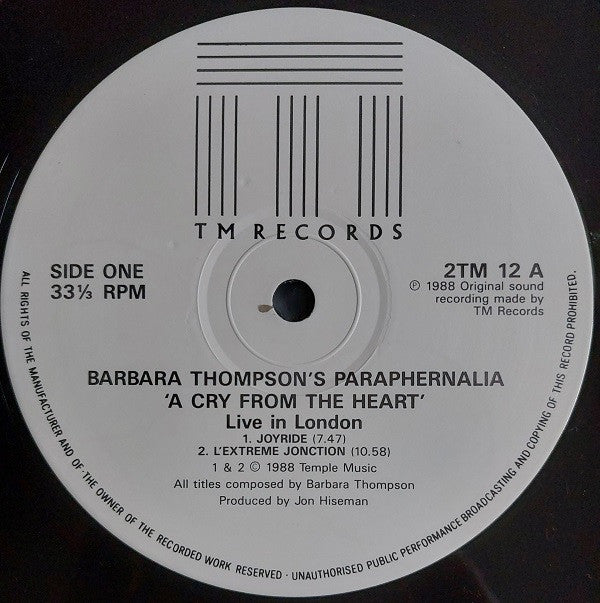 TM RECORDS
SIDE ONE
33⅓ RPM
2TM 12 A
℗ 1988 Original sound
recording made by
TM Records
BARBARA THOMPSON'S PARAPHERNALIA
'A CRY FROM THE HEART'
Live in London
1. JOYRIDE (7.47)
2. L'EXTREME JONCTION (10.58)
1 & 2 © 1988 Temple Music
All titles composed by Barbara Thompson
Produced by Jon Hiseman
ALL RIGHTS OF THE MANUFACTURER AND OF THE OWNER OF THE RECORDED WORK RESERVED · UNAUTHORISED PUBLIC PERFORMANCE BROADCASTING AND COPYING OF THIS RECORD PROHIBITED.